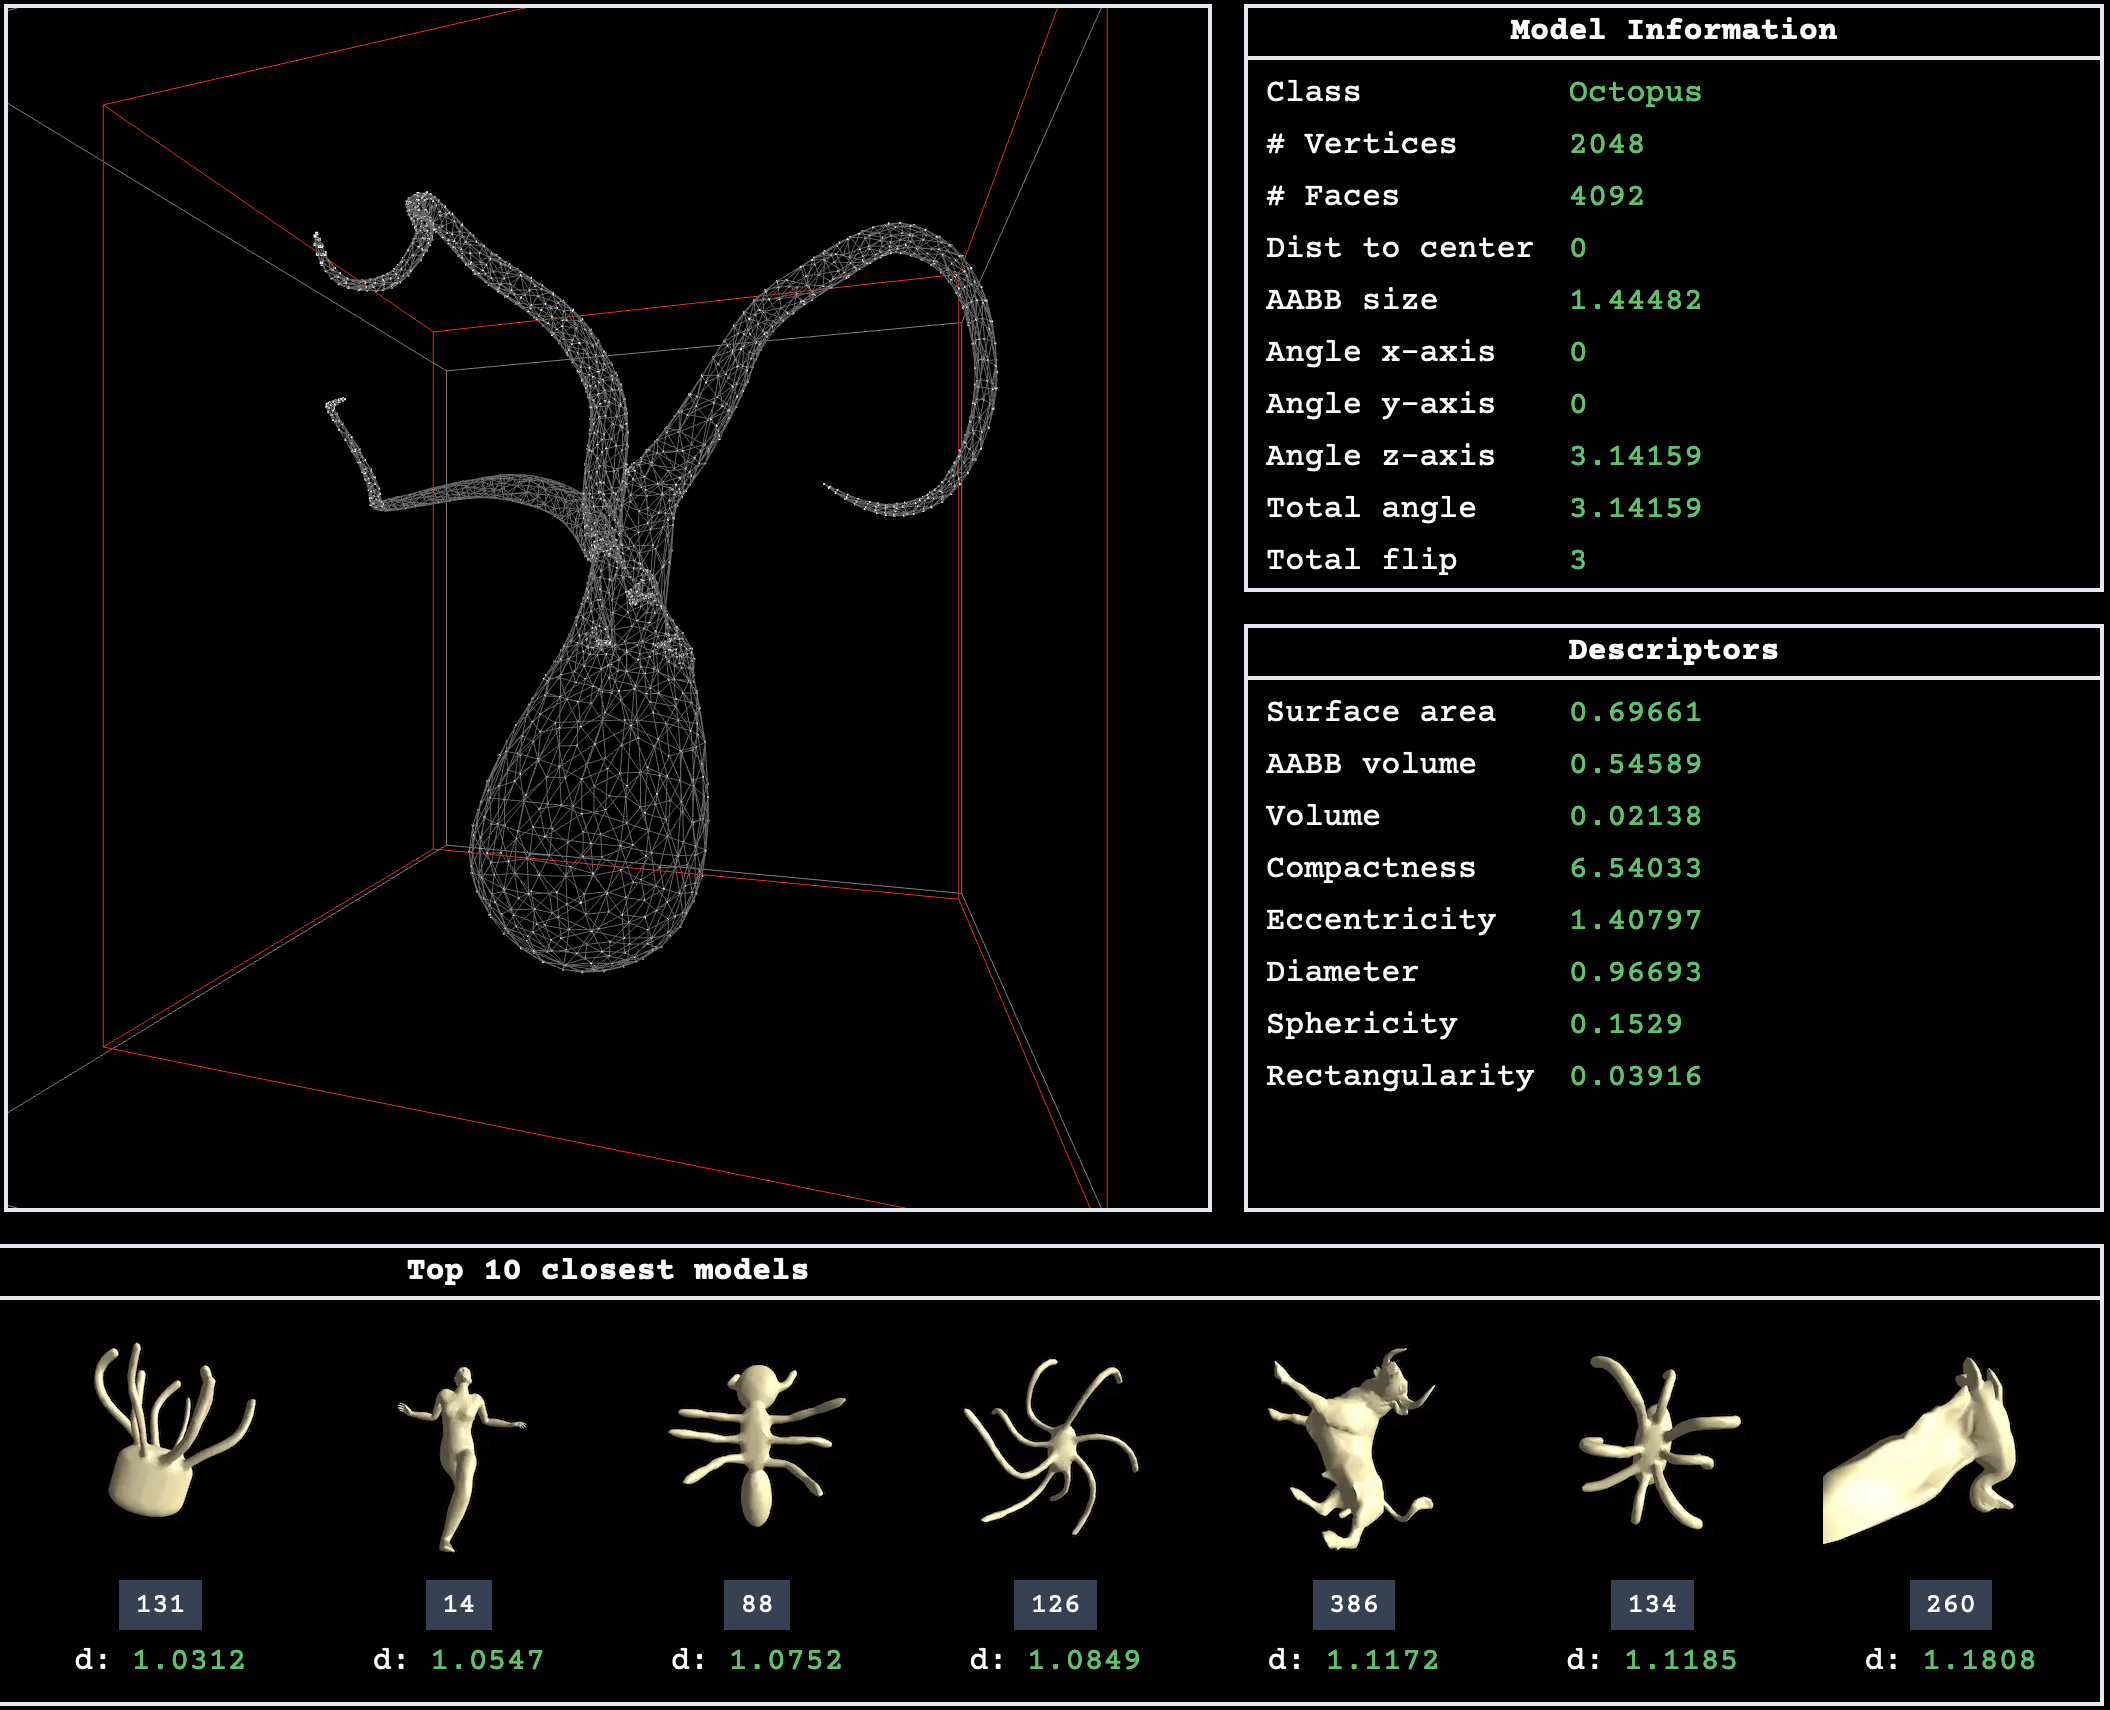 Model Information
Class Octopus
# Vertices 2048
# Faces 4092
Dist to center 0
AABB size 1.44482
Angle x-axis 0
Angle y-axis 0
Angle z-axis 3.14159
Total angle 3.14159
Total flip 3
Descriptors
Surface area 0.69661
AABB volume 0.54589
Volume 0.02138
Compactness 6.54033
Eccentricity 1.40797
Diameter 0.96693
Sphericity 0.1529
Rectangularity 0.03916
Top 10 closest models
131 14 88 126 386 134 260
d: 1.0312 d: 1.0547 d: 1.0752 d: 1.0849 d: 1.1172 d: 1.1185 d: 1.1808